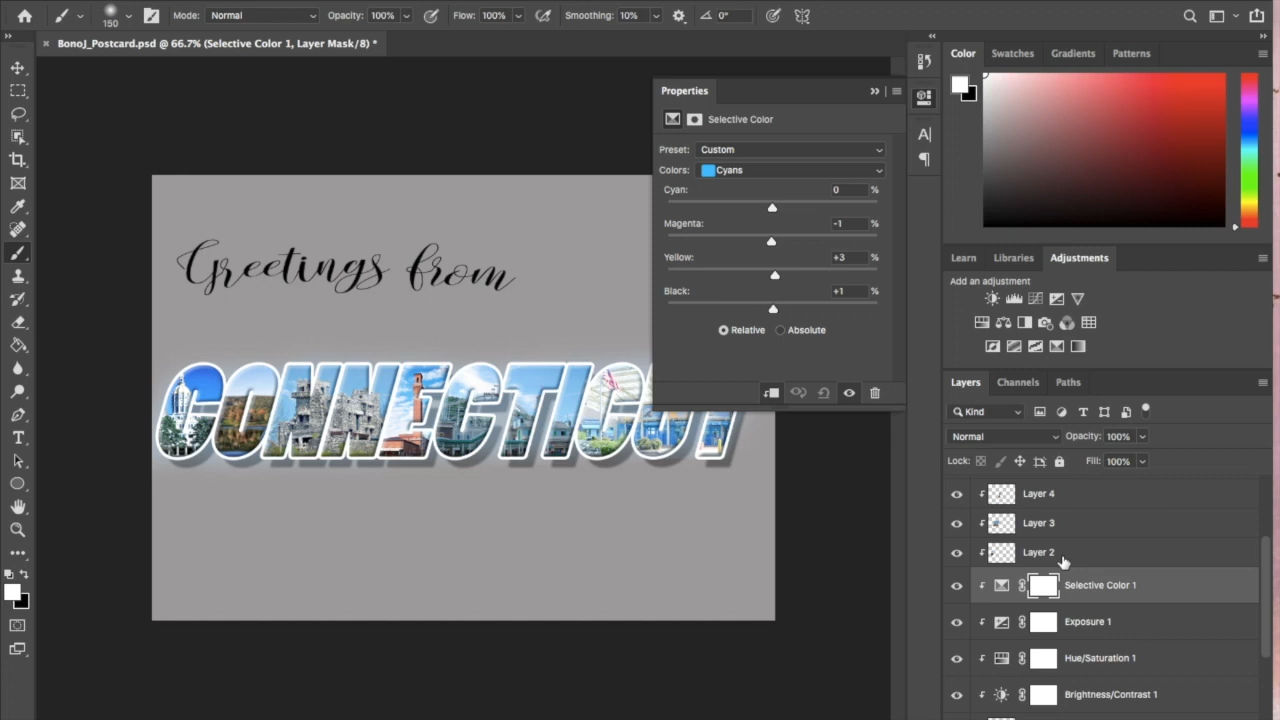 150
Mode: Normal
Opacity: 100%
Flow: 100%
Smoothing: 10%
0°
BonoJ_Postcard.psd @ 66.7% (Selective Color 1, Layer Mask/8) *
Greetings from
CONNECTICUT
Properties
Selective Color
Preset: Custom
Colors: Cyans
Cyan: 0 %
Magenta: -1 %
Yellow: +3 %
Black: +1 %
Relative Absolute
Color Swatches Gradients Patterns
Learn Libraries Adjustments
Add an adjustment
Layers Channels Paths
Kind
Normal Opacity: 100%
Lock: Fill: 100%
Layer 4
Layer 3
Layer 2
Selective Color 1
Exposure 1
Hue/Saturation 1
Brightness/Contrast 1